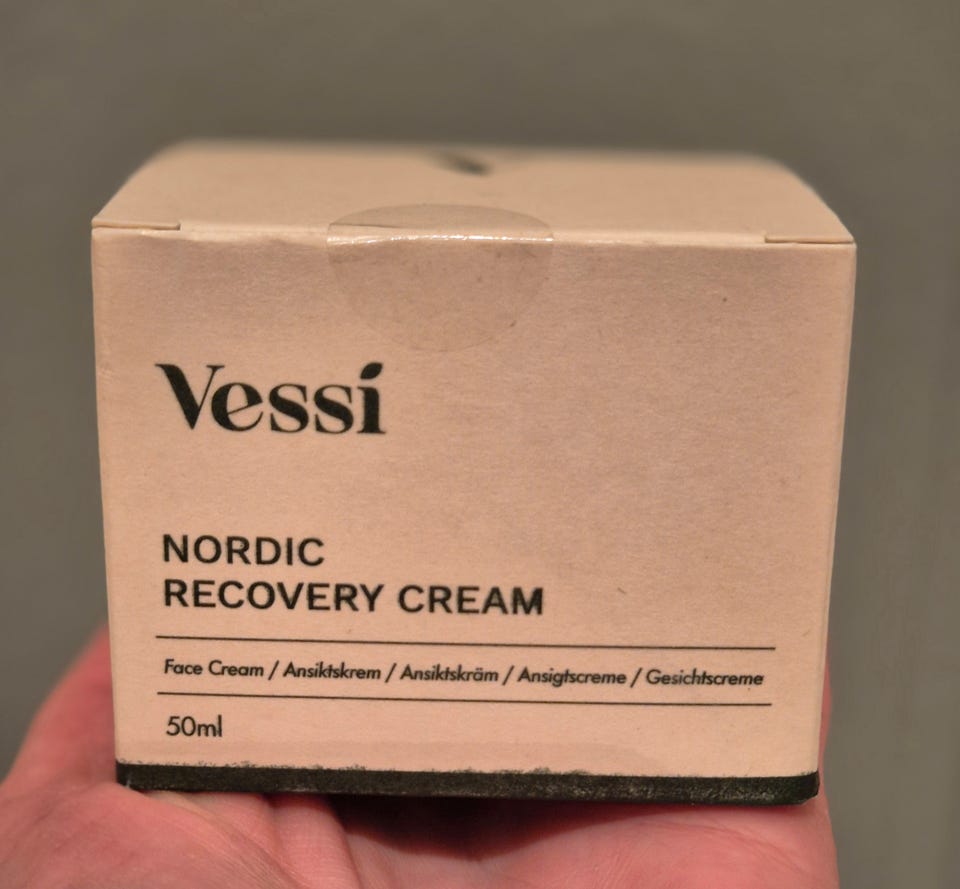 Vessi
NORDIC
RECOVERY CREAM
Face Cream / Ansiktskrem / Ansiktskräm / Ansigtscreme / Gesichtscreme
50ml